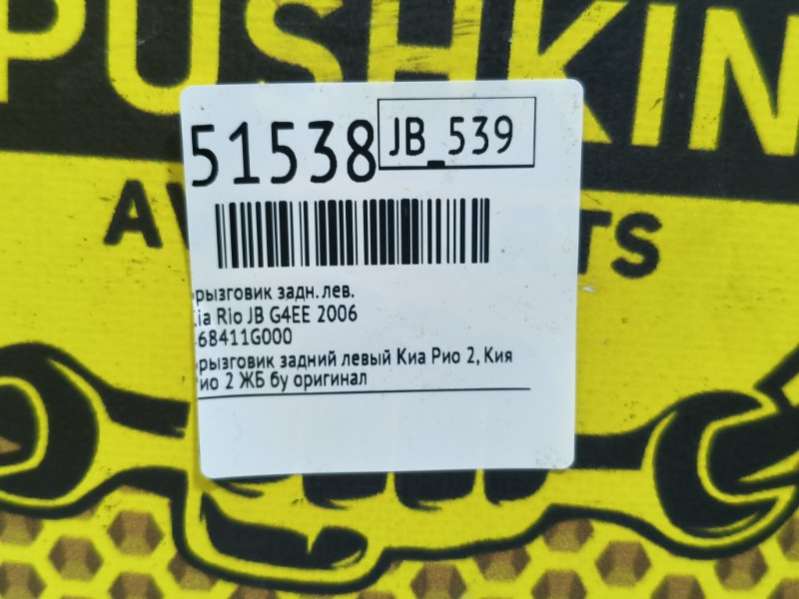 PUSHKIN
51538
JB_539
рызговик задн.лев.
ia Rio JB G4EE 2006
68411G000
рызговик задний левый Киа Рио 2, Кия
ио 2 ЖБ бу оригинал